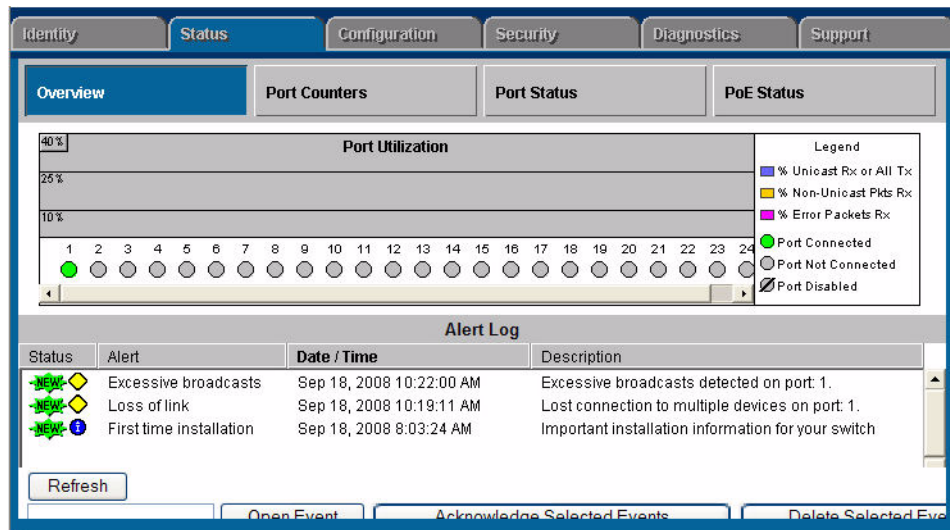 Identity Status Configuration Security Diagnostics Support
Overview Port Counters Port Status PoE Status
40 % Port Utilization Legend
% Unicast Rx or All Tx
25 % % Non-Unicast Pkts Rx
10 % % Error Packets Rx
1 2 3 4 5 6 7 8 9 10 11 12 13 14 15 16 17 18 19 20 21 22 23 24 Port Connected
Port Not Connected
Port Disabled
Alert Log
Status Alert Date / Time Description
NEW! Excessive broadcasts Sep 18, 2008 10:22:00 AM Excessive broadcasts detected on port: 1.
NEW! Loss of link Sep 18, 2008 10:19:11 AM Lost connection to multiple devices on port: 1.
NEW! i First time installation Sep 18, 2008 8:03:24 AM Important installation information for your switch
Refresh
Open Event Acknowledge Selected Events Delete Selected Eve